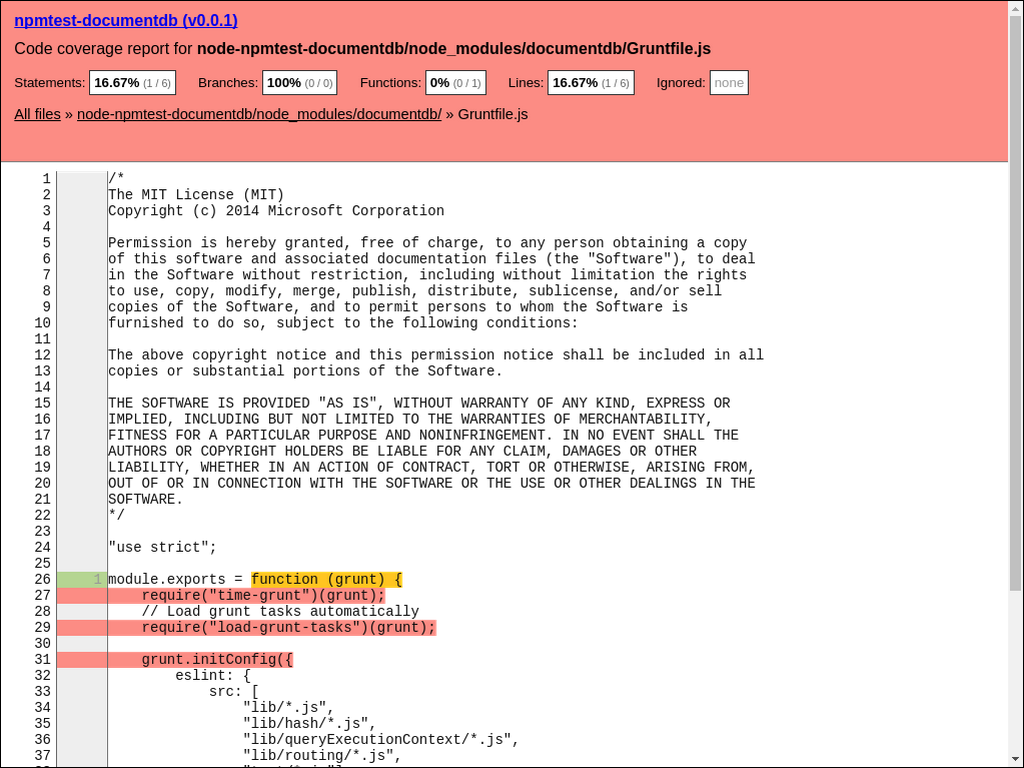 npmtest-documentdb (v0.0.1)
Code coverage report for node-npmtest-documentdb/node_modules/documentdb/Gruntfile.js
Statements: 16.67% (1 / 6) Branches: 100% (0 / 0) Functions: 0% (0 / 1) Lines: 16.67% (1 / 6) Ignored: none
All files » node-npmtest-documentdb/node_modules/documentdb/ » Gruntfile.js
1 /*
2 The MIT License (MIT)
3 Copyright (c) 2014 Microsoft Corporation
4
5 Permission is hereby granted, free of charge, to any person obtaining a copy
6 of this software and associated documentation files (the "Software"), to deal
7 in the Software without restriction, including without limitation the rights
8 to use, copy, modify, merge, publish, distribute, sublicense, and/or sell
9 copies of the Software, and to permit persons to whom the Software is
10 furnished to do so, subject to the following conditions:
11
12 The above copyright notice and this permission notice shall be included in all
13 copies or substantial portions of the Software.
14
15 THE SOFTWARE IS PROVIDED "AS IS", WITHOUT WARRANTY OF ANY KIND, EXPRESS OR
16 IMPLIED, INCLUDING BUT NOT LIMITED TO THE WARRANTIES OF MERCHANTABILITY,
17 FITNESS FOR A PARTICULAR PURPOSE AND NONINFRINGEMENT. IN NO EVENT SHALL THE
18 AUTHORS OR COPYRIGHT HOLDERS BE LIABLE FOR ANY CLAIM, DAMAGES OR OTHER
19 LIABILITY, WHETHER IN AN ACTION OF CONTRACT, TORT OR OTHERWISE, ARISING FROM,
20 OUT OF OR IN CONNECTION WITH THE SOFTWARE OR THE USE OR OTHER DEALINGS IN THE
21 SOFTWARE.
22 */
23
24 "use strict";
25
26 1 module.exports = function (grunt) {
27 require("time-grunt")(grunt);
28 // Load grunt tasks automatically
29 require("load-grunt-tasks")(grunt);
30
31 grunt.initConfig({
32 eslint: {
33 src: [
34 "lib/*.js",
35 "lib/hash/*.js",
36 "lib/queryExecutionContext/*.js",
37 "lib/routing/*.js",